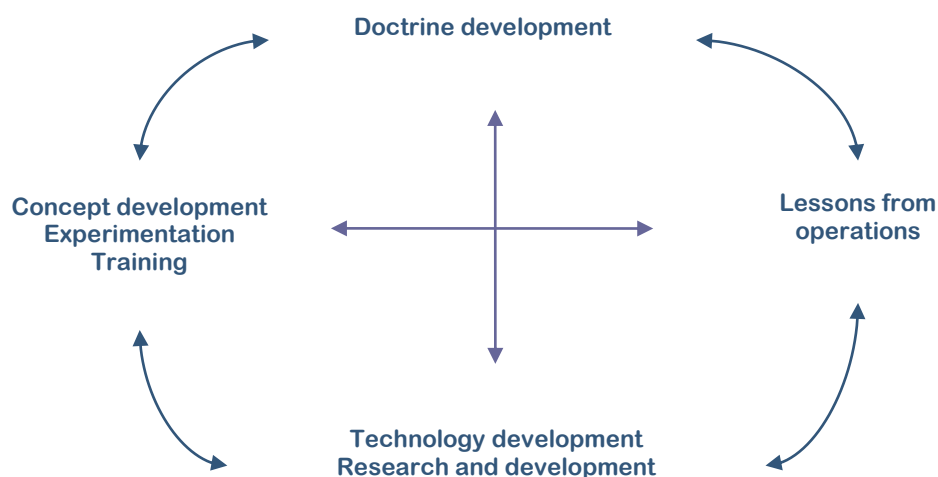 Doctrine development
Concept development
Experimentation
Training
Lessons from
operations
Technology development
Research and development